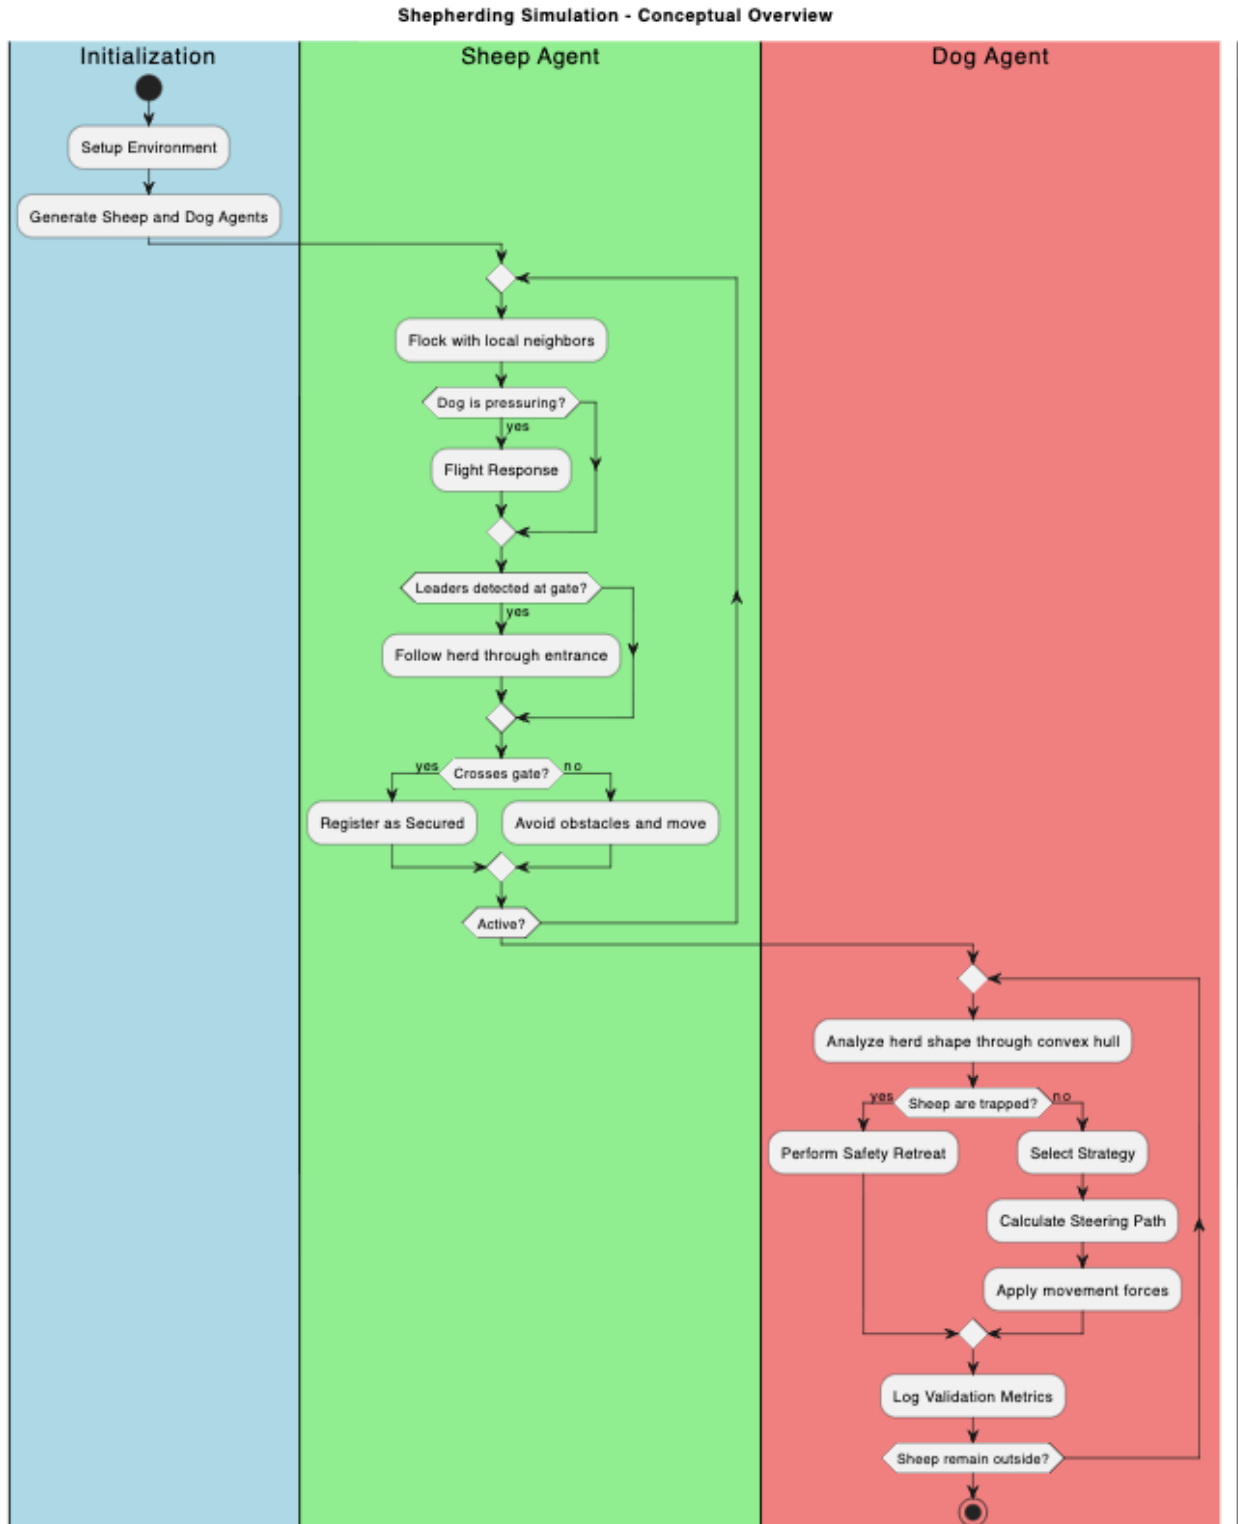 Shepherding Simulation - Conceptual Overview
Initialization
Sheep Agent
Dog Agent
Setup Environment
Generate Sheep and Dog Agents
Flock with local neighbors
Dog is pressuring?
yes
Flight Response
Leaders detected at gate?
yes
Follow herd through entrance
yes
Crosses gate?
no
Register as Secured
Avoid obstacles and move
Active?
Analyze herd shape through convex hull
yes
Sheep are trapped?
no
Perform Safety Retreat
Select Strategy
Calculate Steering Path
Apply movement forces
Log Validation Metrics
Sheep remain outside?